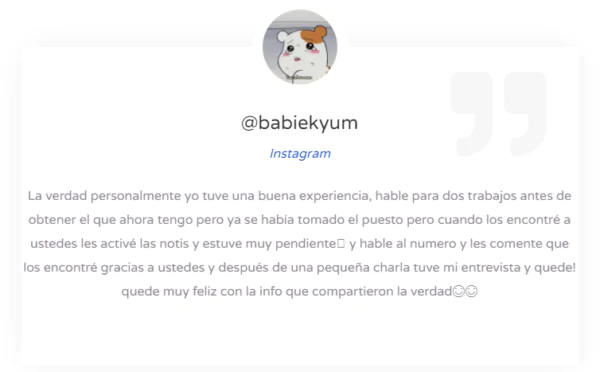 @babiekyum
Instagram
La verdad personalmente yo tuve una buena experiencia, hable para dos trabajos antes de
obtener el que ahora tengo pero ya se habia tomado el puesto pero cuando los encontré a
ustedes les activé las notis y estuve muy pendiente▯ y hable al numero y les comente que
los encontré gracias a ustedes y después de una pequeña charla tuve mi entrevista y quede!
quede muy feliz con la info que compartieron la verdad☺☺